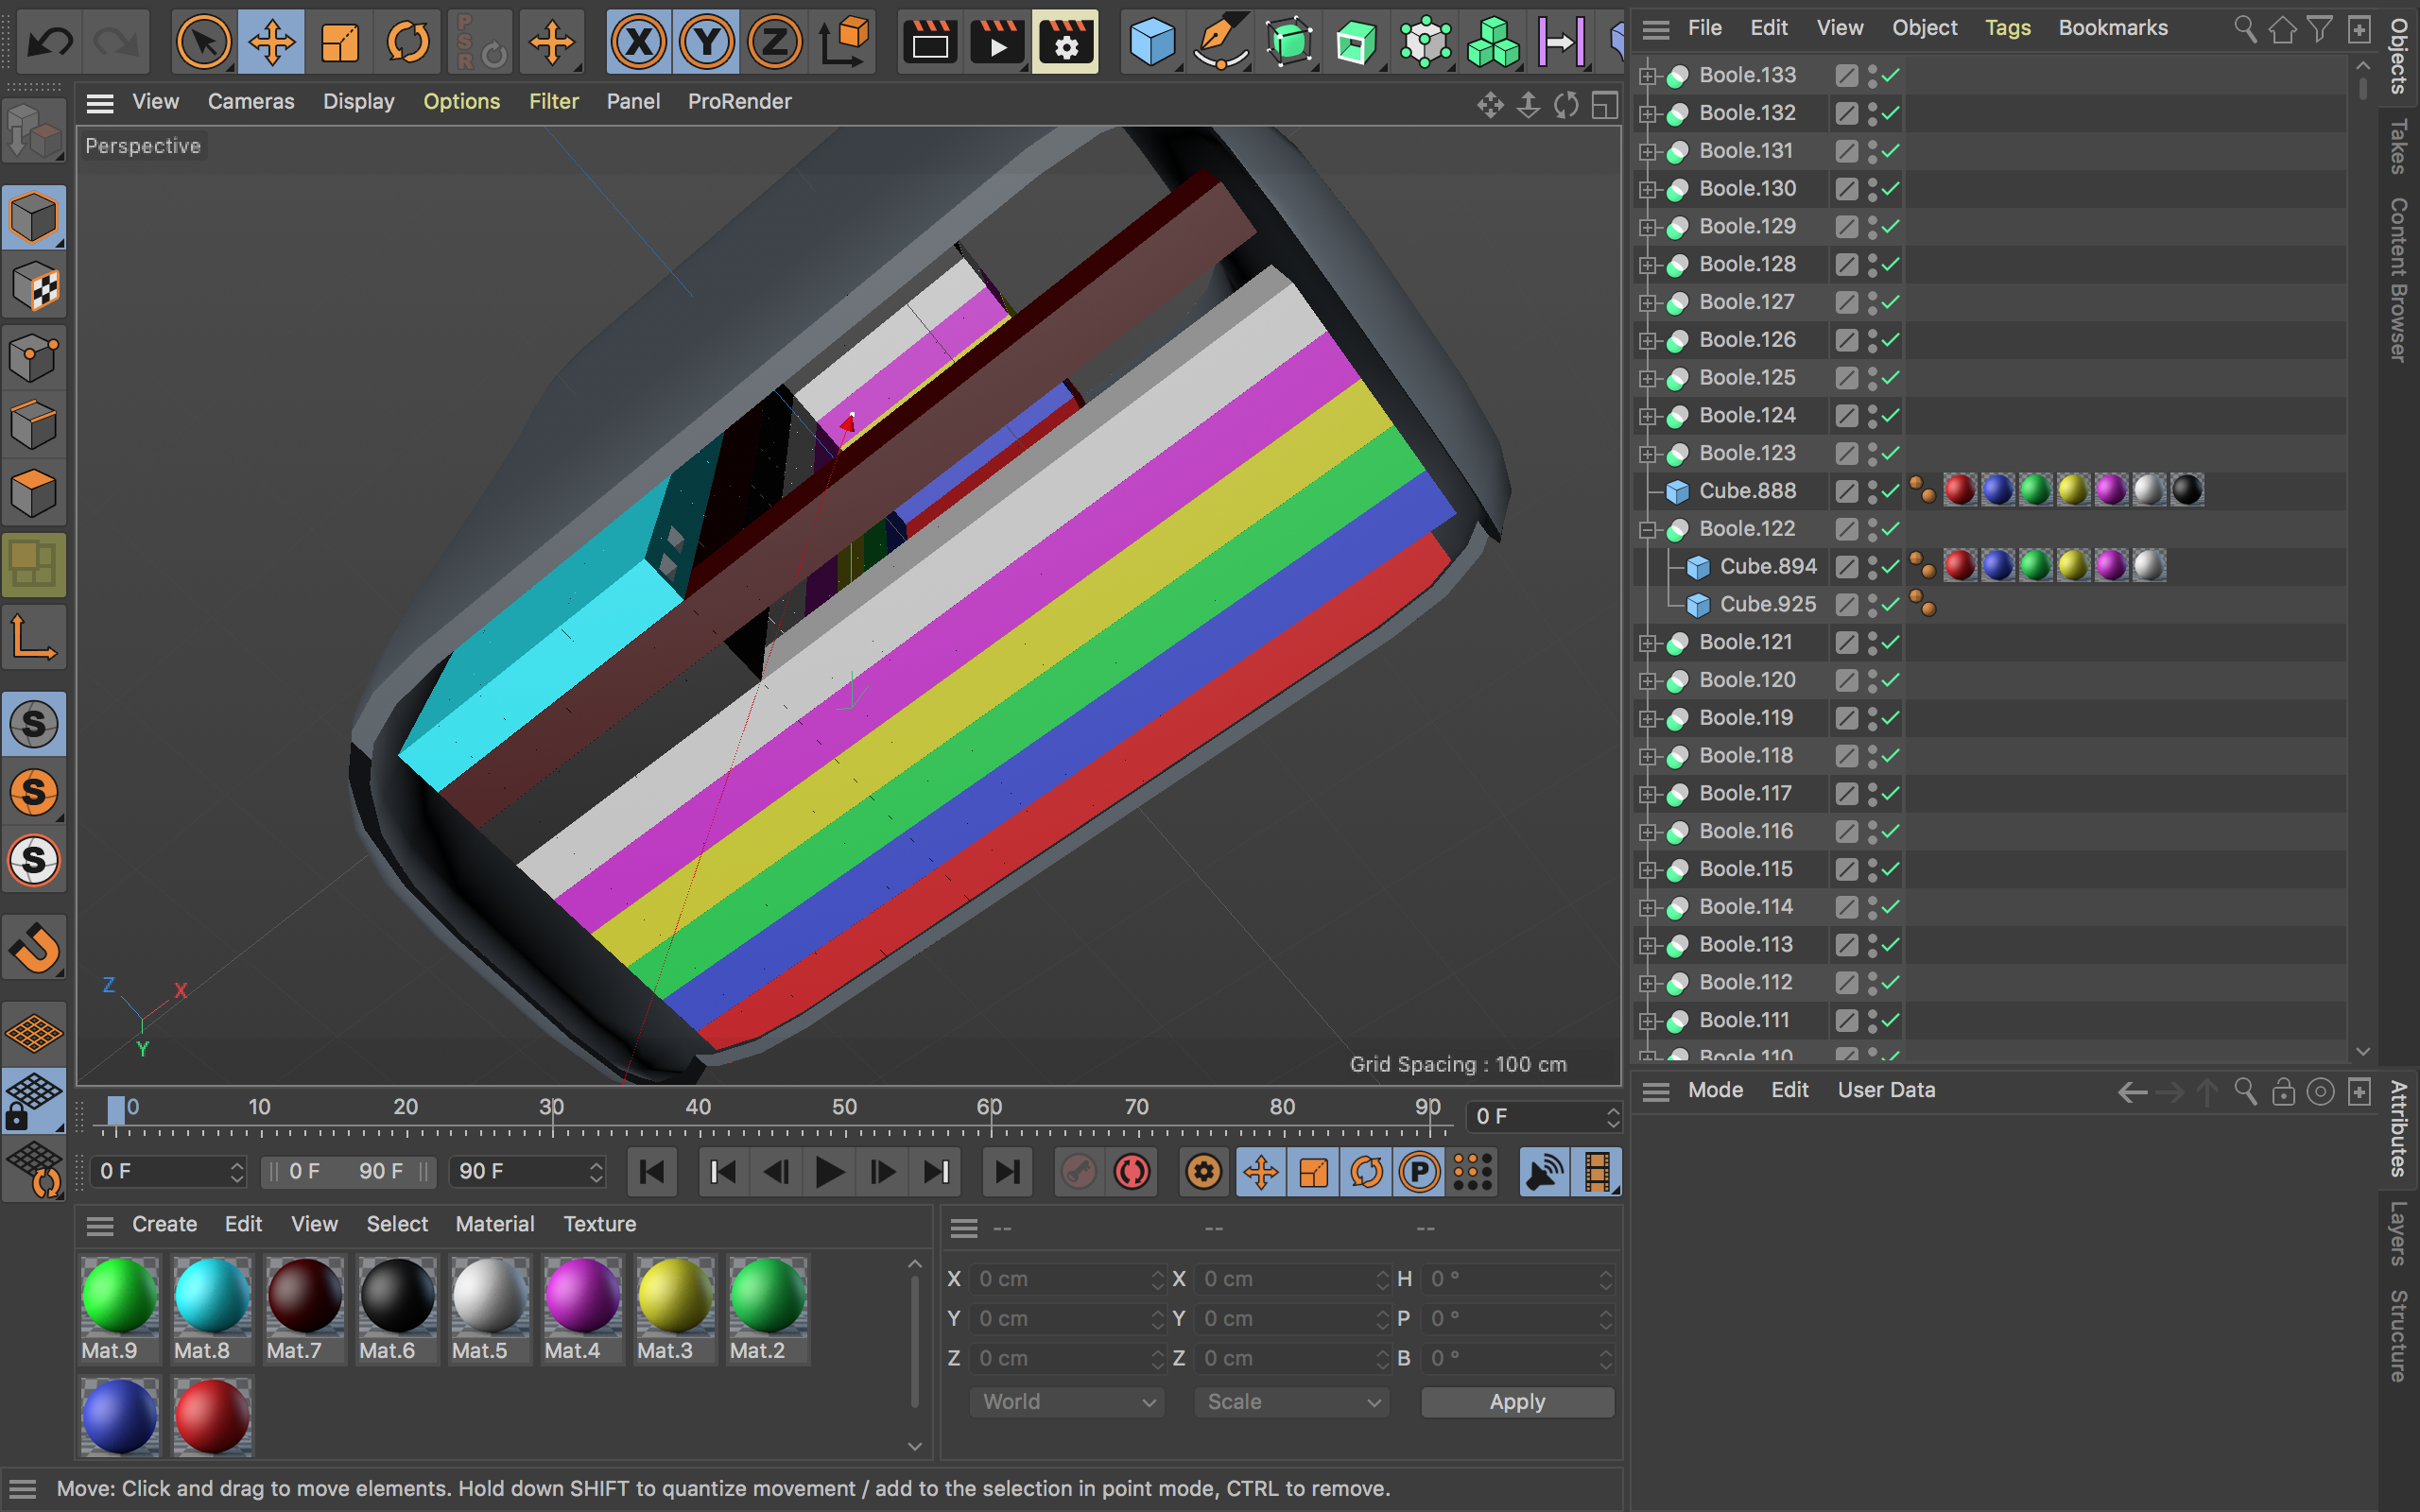 File Edit View Object Tags Bookmarks
PSR X Y Z
View Cameras Display Options Filter Panel ProRender
Perspective
Boole.133
Boole.132
Boole.131
Boole.130
Boole.129
Boole.128
Boole.127
Boole.126
Boole.125
Boole.124
Boole.123
Cube.888
Boole.122
Cube.894
Cube.925
Boole.121
Boole.120
Boole.119
Boole.118
Boole.117
Boole.116
Boole.115
Boole.114
Boole.113
Boole.112
Boole.111
Boole.110
Objects
Takes
Content Browser
S
S
S
Z X
Y
Grid Spacing : 100 cm
0 10 20 30 40 50 60 70 80 90 0 F
0 F 0 F 90 F 90 F P
Mode Edit User Data
Attributes
Layers
Structure
Create Edit View Select Material Texture
Mat.9 Mat.8 Mat.7 Mat.6 Mat.5 Mat.4 Mat.3 Mat.2
-- -- --
X 0 cm X 0 cm H 0 °
Y 0 cm Y 0 cm P 0 °
Z 0 cm Z 0 cm B 0 °
World Scale Apply
Move: Click and drag to move elements. Hold down SHIFT to quantize movement / add to the selection in point mode, CTRL to remove.